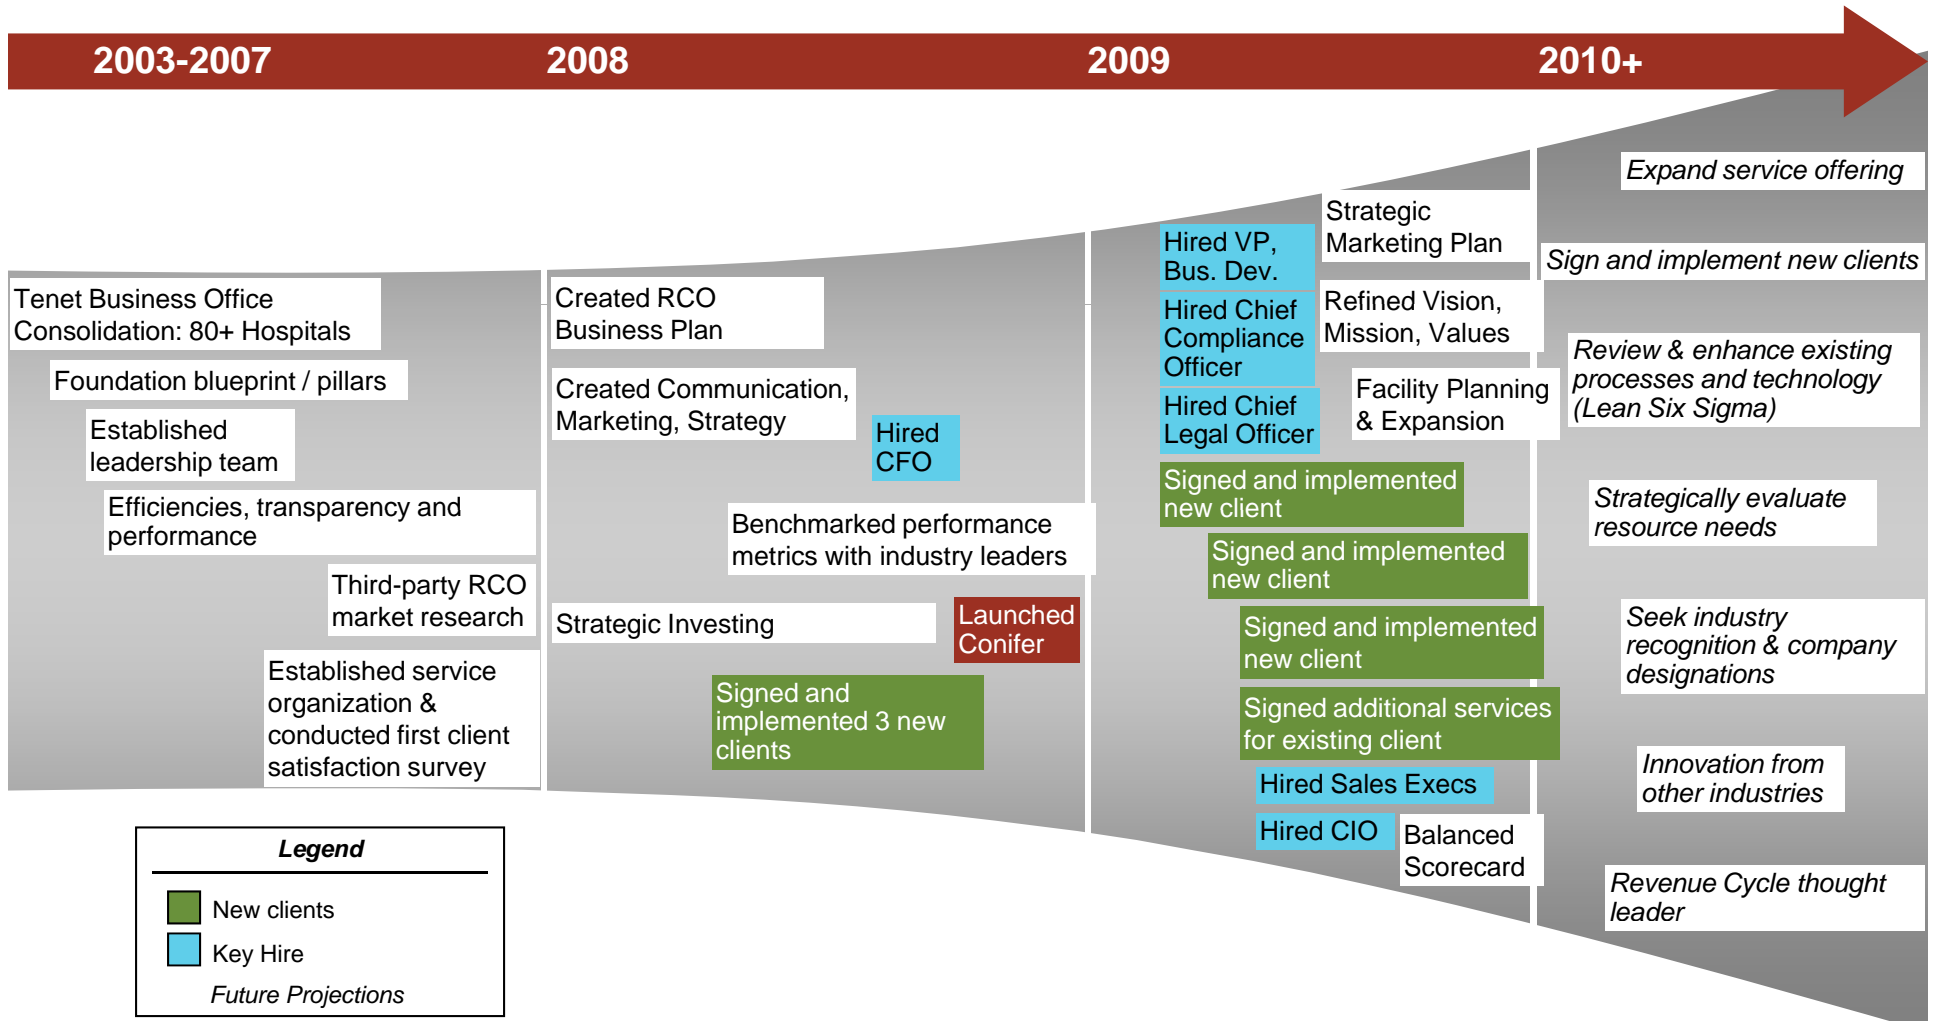 2003-2007
2008
2009
2010+
Tenet Business Office
Consolidation: 80+ Hospitals
Foundation blueprint / pillars
Established
leadership team
Efficiencies, transparency and
performance
Third-party RCO
market research
Established service
organization &
conducted first client
satisfaction survey
Created RCO
Business Plan
Created Communication,
Marketing, Strategy
Hired
CFO
Benchmarked performance
metrics with industry leaders
Strategic Investing
Launched
Conifer
Signed and
implemented 3 new
clients
Hired VP,
Bus. Dev.
Hired Chief
Compliance
Officer
Hired Chief
Legal Officer
Strategic
Marketing Plan
Refined Vision,
Mission, Values
Facility Planning
& Expansion
Signed and implemented
new client
Signed and implemented
new client
Signed and implemented
new client
Signed additional services
for existing client
Hired Sales Execs
Hired CIO
Balanced
Scorecard
Expand service offering
Sign and implement new clients
Review & enhance existing
processes and technology
(Lean Six Sigma)
Strategically evaluate
resource needs
Seek industry
recognition & company
designations
Innovation from
other industries
Revenue Cycle thought
leader
Legend
New clients
Key Hire
Future Projections